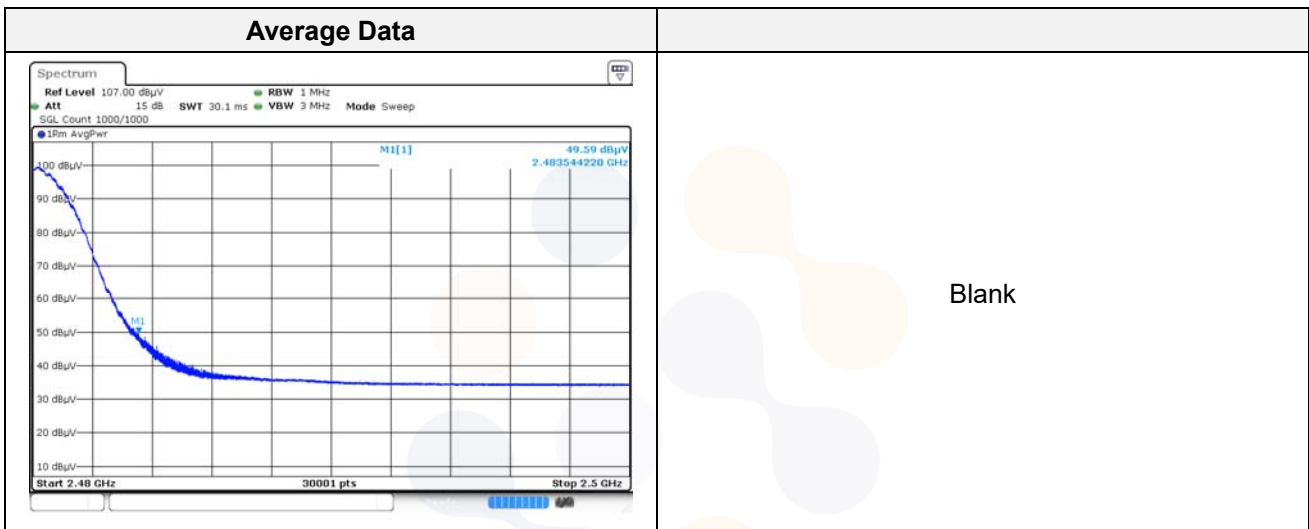 Average Data
Spectrum
Ref Level 107.00 dBµV RBW 1 MHz
Att 15 dB SWT 30.1 ms VBW 3 MHz Mode Sweep
SGL Count 1000/1000
1Rm AvgPwr
M1[1] 49.59 dBµV
2.483544220 GHz
100 dBµV
90 dBµV
80 dBµV
70 dBµV
60 dBµV
M1
50 dBµV
40 dBµV
30 dBµV
20 dBµV
10 dBµV
Start 2.48 GHz 30001 pts Stop 2.5 GHz
Blank